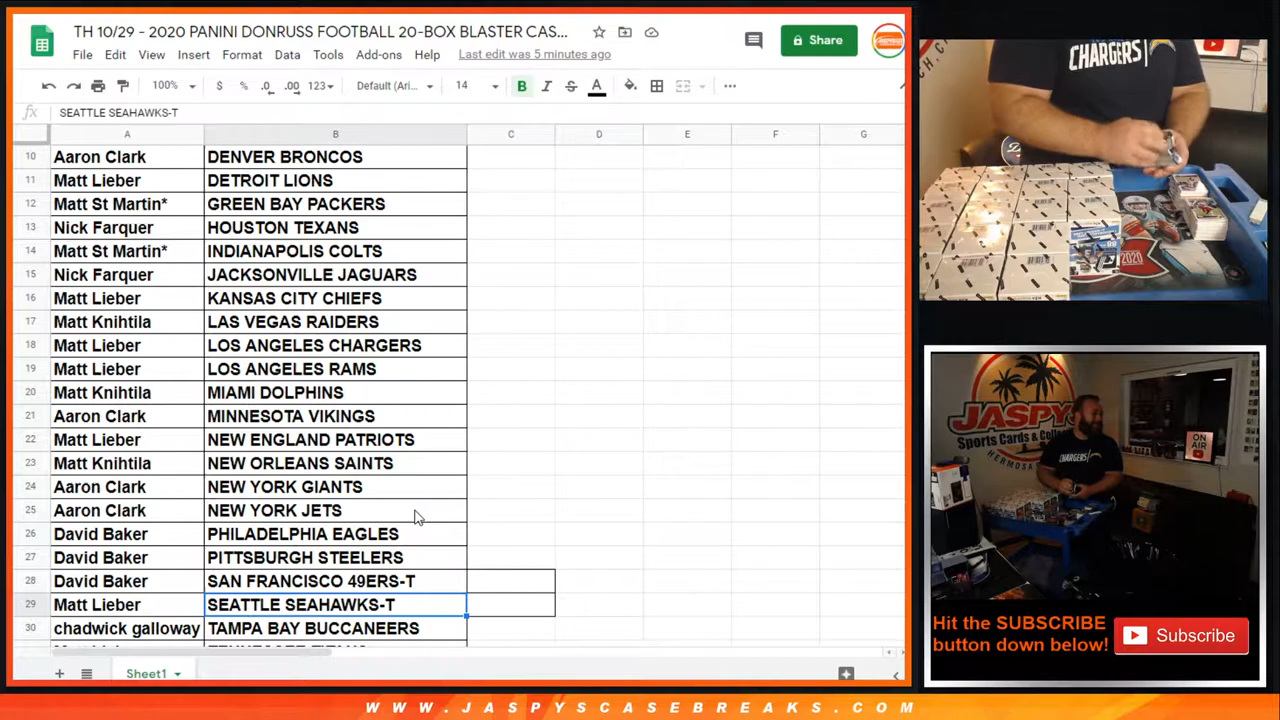 TH 10/29 - 2020 PANINI DONRUSS FOOTBALL 20-BOX BLASTER CAS...
Share
File Edit View Insert Format Data Tools Add-ons Help Last edit was 5 minutes ago
100% $ % .0 .00 123 Default (Ari... 14 B I S A
fx SEATTLE SEAHAWKS-T
A B C D E F G
10 Aaron Clark DENVER BRONCOS
11 Matt Lieber DETROIT LIONS
12 Matt St Martin* GREEN BAY PACKERS
13 Nick Farquer HOUSTON TEXANS
14 Matt St Martin* INDIANAPOLIS COLTS
15 Nick Farquer JACKSONVILLE JAGUARS
16 Matt Lieber KANSAS CITY CHIEFS
17 Matt Knihtila LAS VEGAS RAIDERS
18 Matt Lieber LOS ANGELES CHARGERS
19 Matt Lieber LOS ANGELES RAMS
20 Matt Knihtila MIAMI DOLPHINS
21 Aaron Clark MINNESOTA VIKINGS
22 Matt Lieber NEW ENGLAND PATRIOTS
23 Matt Knihtila NEW ORLEANS SAINTS
24 Aaron Clark NEW YORK GIANTS
25 Aaron Clark NEW YORK JETS
26 David Baker PHILADELPHIA EAGLES
27 David Baker PITTSBURGH STEELERS
28 David Baker SAN FRANCISCO 49ERS-T
29 Matt Lieber SEATTLE SEAHAWKS-T
30 chadwick galloway TAMPA BAY BUCCANEERS
Sheet1
CHARGERS
2020
JASPY'S
Sports Cards &
HERMOSA
CHARGERS
ON AIR
Hit the SUBSCRIBE
button down below!
Subscribe
WWW.JASPYSCASEBREAKS.COM